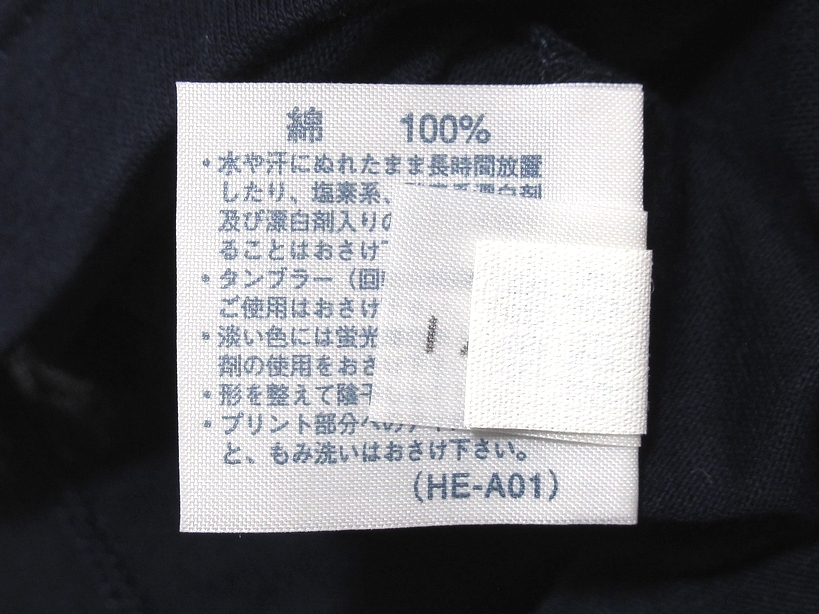 綿 100%
・水や汗にぬれたまま長時間放置
したり、塩素系、
及び漂白剤入りの
ることはおさけ
・タンブラー（回
ご使用はおさけ
・淡い色には蛍光
剤の使用をおさ
・形を整えて陰干
・プリント部分への
と、もみ洗いはおさけ下さい。
（HE-A01）